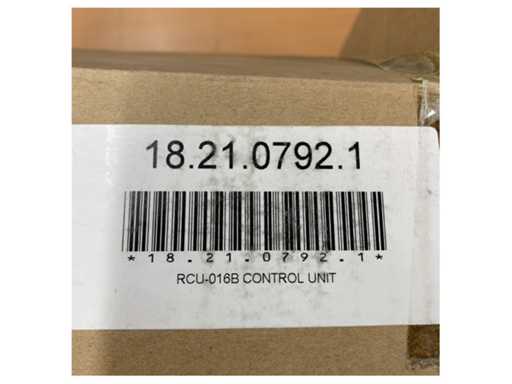 18.21.0792.1
*18.21.0792.1*
RCU-016B CONTROL UNIT